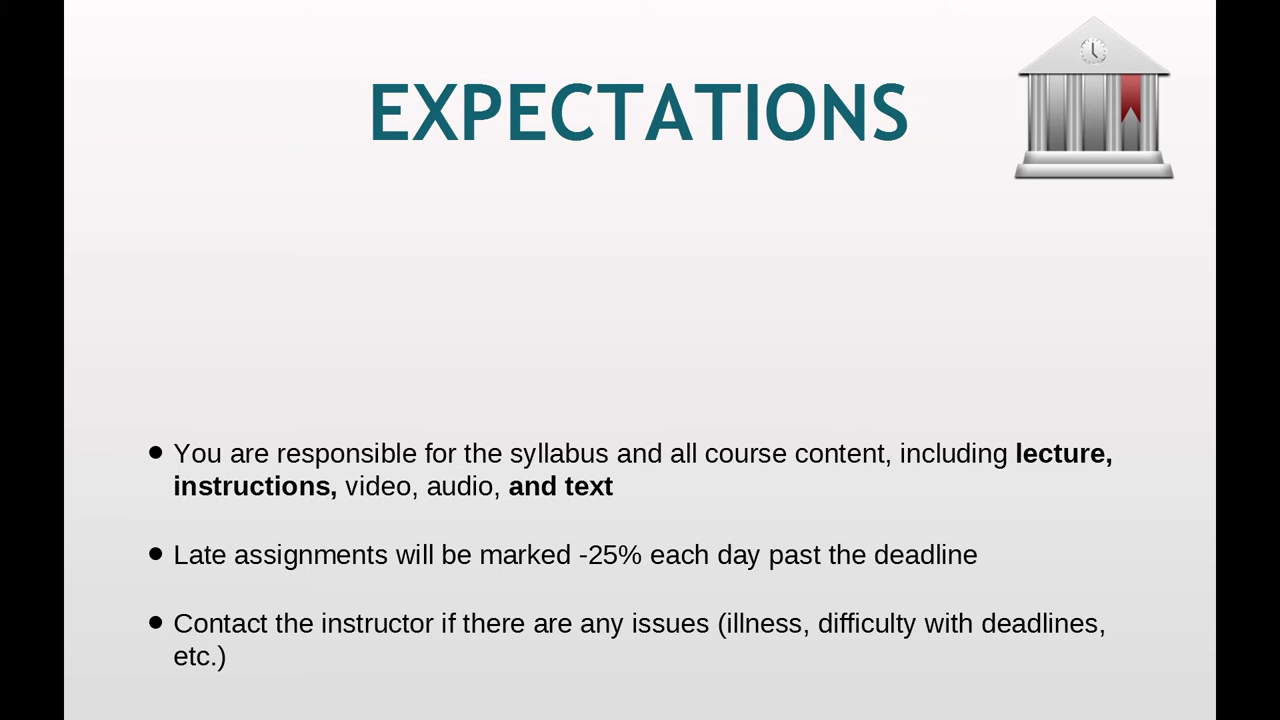 EXPECTATIONS
• You are responsible for the syllabus and all course content, including lecture,
instructions, video, audio, and text
• Late assignments will be marked -25% each day past the deadline
• Contact the instructor if there are any issues (illness, difficulty with deadlines,
etc.)